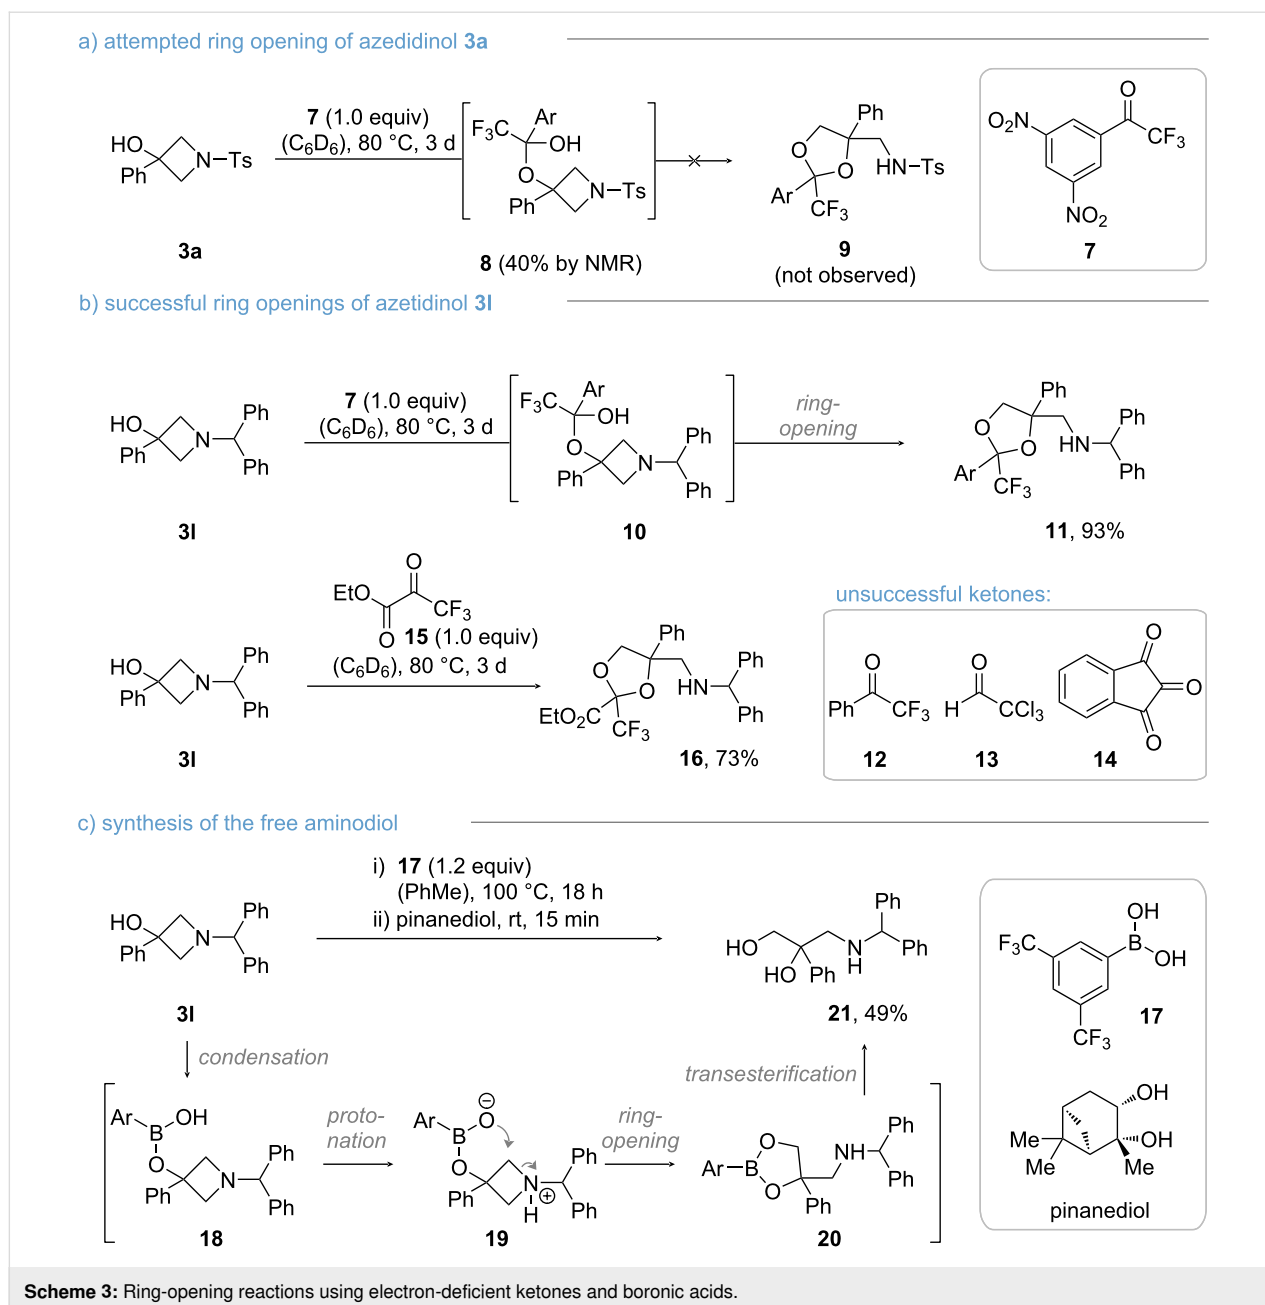 a) attempted ring opening of azedidinol 3a
HO
Ph
N–Ts
3a
7 (1.0 equiv)
(C6D6), 80 °C, 3 d
Ar
F3C
OH
O
Ph
N–Ts
8 (40% by NMR)
Ph
O
O
HN–Ts
Ar
CF3
9
(not observed)
O
O2N
CF3
NO2
7
b) successful ring openings of azetidinol 3l
HO
Ph
N
Ph
Ph
3l
7 (1.0 equiv)
(C6D6), 80 °C, 3 d
Ar
F3C
OH
O
Ph
N
Ph
Ph
10
ring-
opening
Ph
O
O
HN
Ph
Ph
Ar
CF3
11, 93%
HO
Ph
N
Ph
Ph
3l
O
EtO
CF3
O
15 (1.0 equiv)
(C6D6), 80 °C, 3 d
Ph
O
O
HN
Ph
Ph
EtO2C
CF3
16, 73%
unsuccessful ketones:
O
Ph
CF3
12
O
H
CCl3
13
O
O
O
14
c) synthesis of the free aminodiol
HO
Ph
N
Ph
Ph
3l
i) 17 (1.2 equiv)
(PhMe), 100 °C, 18 h
ii) pinanediol, rt, 15 min
HO
HO
Ph
N
H
Ph
Ph
21, 49%
OH
F3C
B
OH
CF3
17
condensation
transesterification
Ar
OH
B
O
Ph
N
Ph
Ph
18
proto-
nation
Ar
⊖
O
B
O
Ph
N
⊕
H
Ph
Ph
19
ring-
opening
O
Ar–B
O
Ph
NH
Ph
Ph
20
OH
OH
Me
Me
Me
pinanediol
Scheme 3: Ring-opening reactions using electron-deficient ketones and boronic acids.